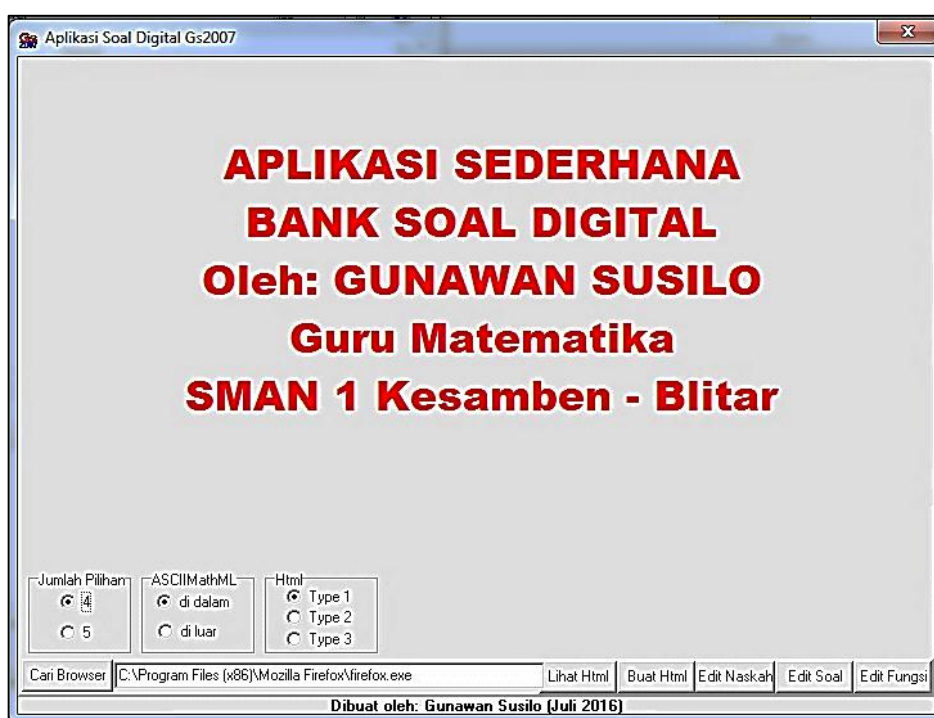 Aplikasi Soal Digital Gs2007
APLIKASI SEDERHANA
BANK SOAL DIGITAL
Oleh: GUNAWAN SUSILO
Guru Matematika
SMAN 1 Kesamben - Blitar
Jumlah Pilihan
4
5
ASCIIMathML
di dalam
di luar
Html
Type 1
Type 2
Type 3
Cari Browser C:\Program Files (x86)\Mozilla Firefox\firefox.exe Lihat Html Buat Html Edit Naskah Edit Soal Edit Fungsi
Dibuat oleh: Gunawan Susilo (Juli 2016)